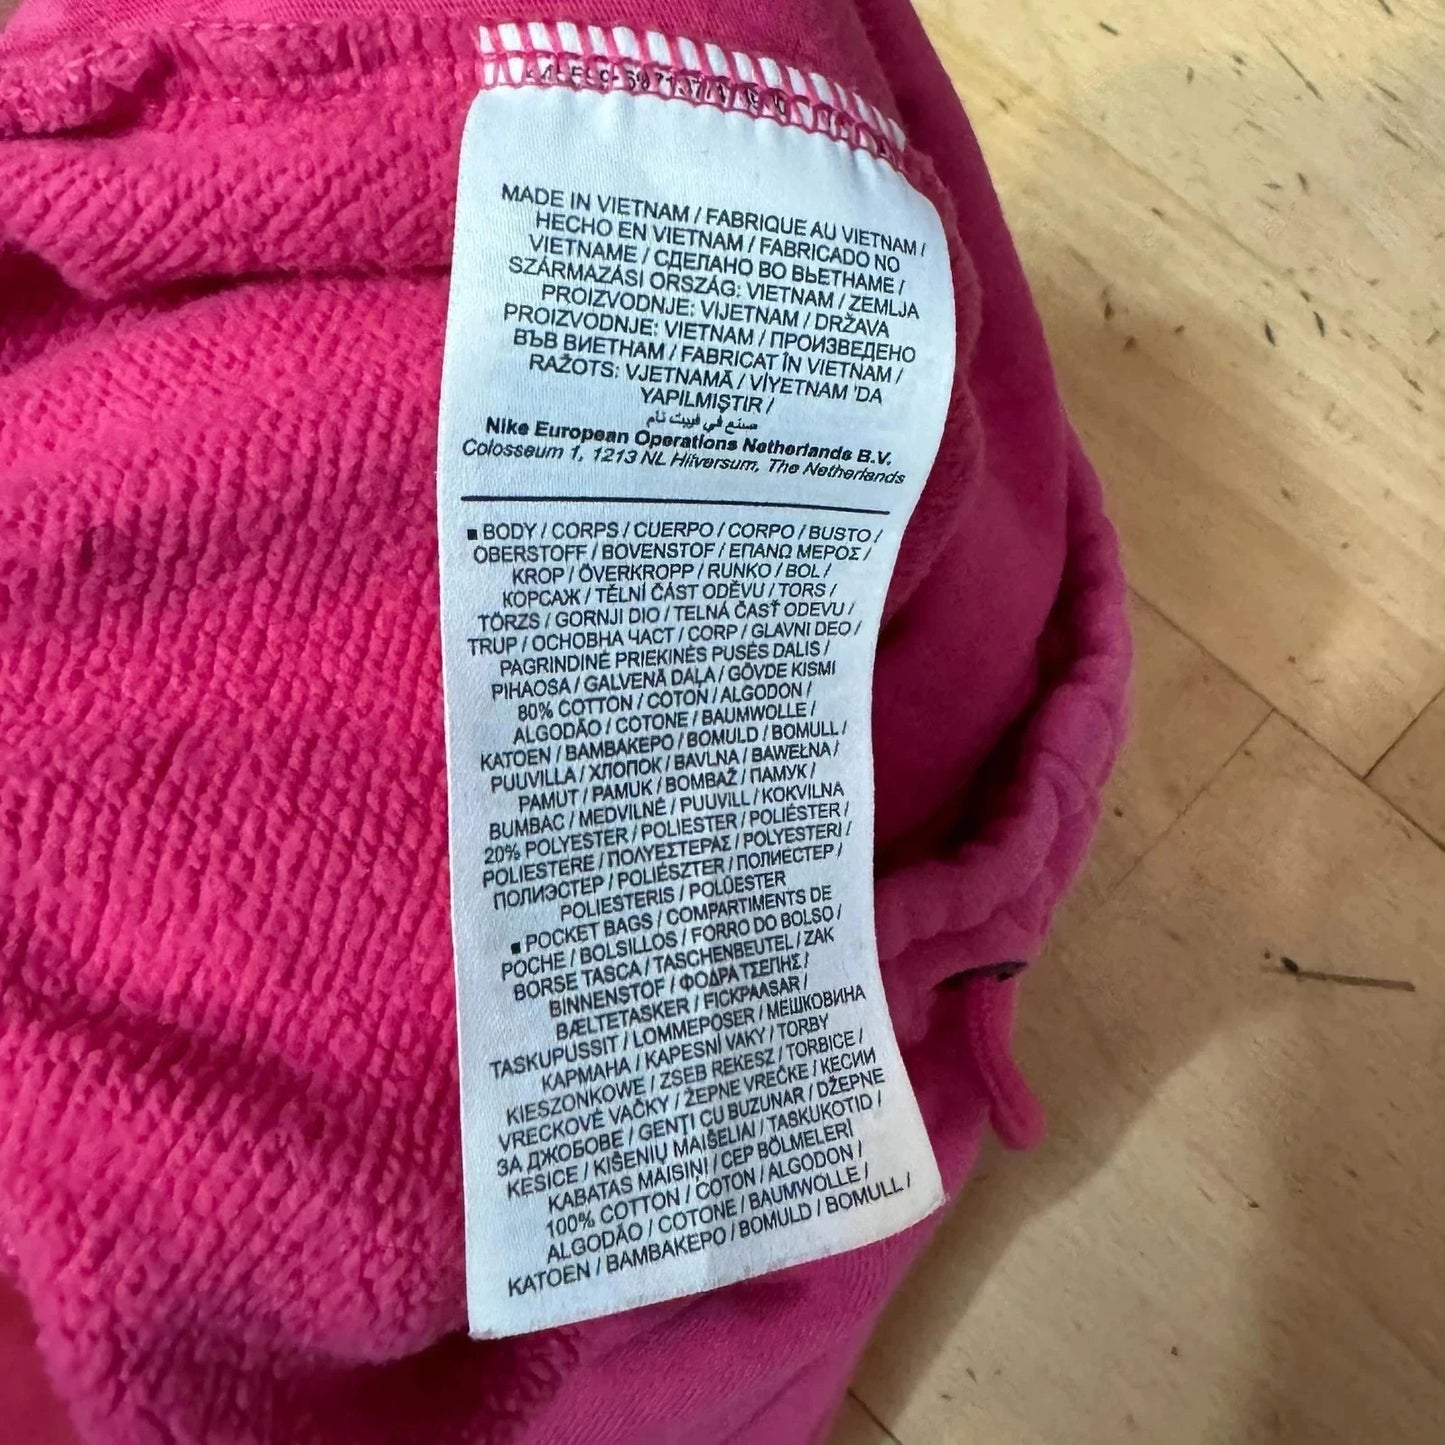 MADE IN VIETNAM / FABRIQUE AU VIETNAM /
HECHO EN VIETNAM / FABRICADO NO
VIETNAME / СДЕЛАНО ВО ВЬЕТНАМЕ /
SZÁRMAZÁSI ORSZÁG: VIETNAM / ZEMLJA
PROIZVODNJE: VIJETNAM / DRŽAVA
PROIZVODNJE: VIETNAM / ПРОИЗВЕДЕНО
ВЪВ ВИЕТНАМ / FABRICAT ÎN VIETNAM /
RAŽOTS: VJETNAMĀ / VİYETNAM 'DA
YAPILMIŞTIR /
صنع في فييت نام
Nike European Operations Netherlands B.V.
Colosseum 1, 1213 NL Hilversum, The Netherlands
■ BODY / CORPS / CUERPO / CORPO / BUSTO /
OBERSTOFF / BOVENSTOF / ΕΠΑΝΩ ΜΕΡΟΣ /
KROP / ÖVERKROPP / RUNKO / BOL /
КОРСАЖ / TĚLNÍ ČÁST ODĚVU / TORS /
TÖRZS / GORNJI DIO / TELNÁ ČASŤ ODEVU /
TRUP / ОСНОВНА ЧАСТ / CORP / GLAVNI DEO /
PAGRINDINĖ PRIEKINĖS PUSĖS DALIS /
PIHAOSA / GALVENĀ DAĻA / GÖVDE KISMI
80% COTTON / COTON / ALGODON /
ALGODÃO / COTONE / BAUMWOLLE /
KATOEN / ΒΑΜΒΑΚΕΡΟ / BOMULD / BOMULL /
PUUVILLA / ХЛОПОК / BAVLNA / BAWEŁNA /
PAMUT / PAMUK / BOMBAŽ / ПАМУК /
BUMBAC / MEDVILNĖ / PUUVILL / KOKVILNA
20% POLYESTER / POLIESTER / POLIÉSTER /
POLIESTERE / ΠΟΛΥΕΣΤΕΡΑΣ / POLYESTERI /
ПОЛИЭСТЕР / POLIÉSZTER / ПОЛИЕСТЕР /
POLIESTERIS / POLÜESTER
■ POCKET BAGS / COMPARTIMENTS DE
POCHE / BOLSILLOS / FORRO DO BOLSO /
BORSE TASCA / TASCHENBEUTEL / ZAK
BINNENSTOF / ΦΟΔΡΑ ΤΣΕΠΗΣ /
BÆLTETASKER / FICKPÅSAR /
TASKUPUSSIT / LOMMEPOSER / МЕШКОВИНА
КАРМАНА / KAPESNÍ VAKY / TORBY
KIESZONKOWE / ZSEB REKESZ / TORBICE /
VRECKOVÉ VAČKY / ŽEPNE VREČKE / КЕСИИ
ЗА ДЖОБОВЕ / GENTI CU BUZUNAR / DŽEPNE
KESICE / KIŠENIŲ MAIŠELIAI / TASKUKOTID /
KABATAS MAISIŅI / CEP BÖLMELERİ
100% COTTON / COTON / ALGODON /
ALGODÃO / COTONE / BAUMWOLLE /
KATOEN / ΒΑΜΒΑΚΕΡΟ / BOMULD / BOMULL /